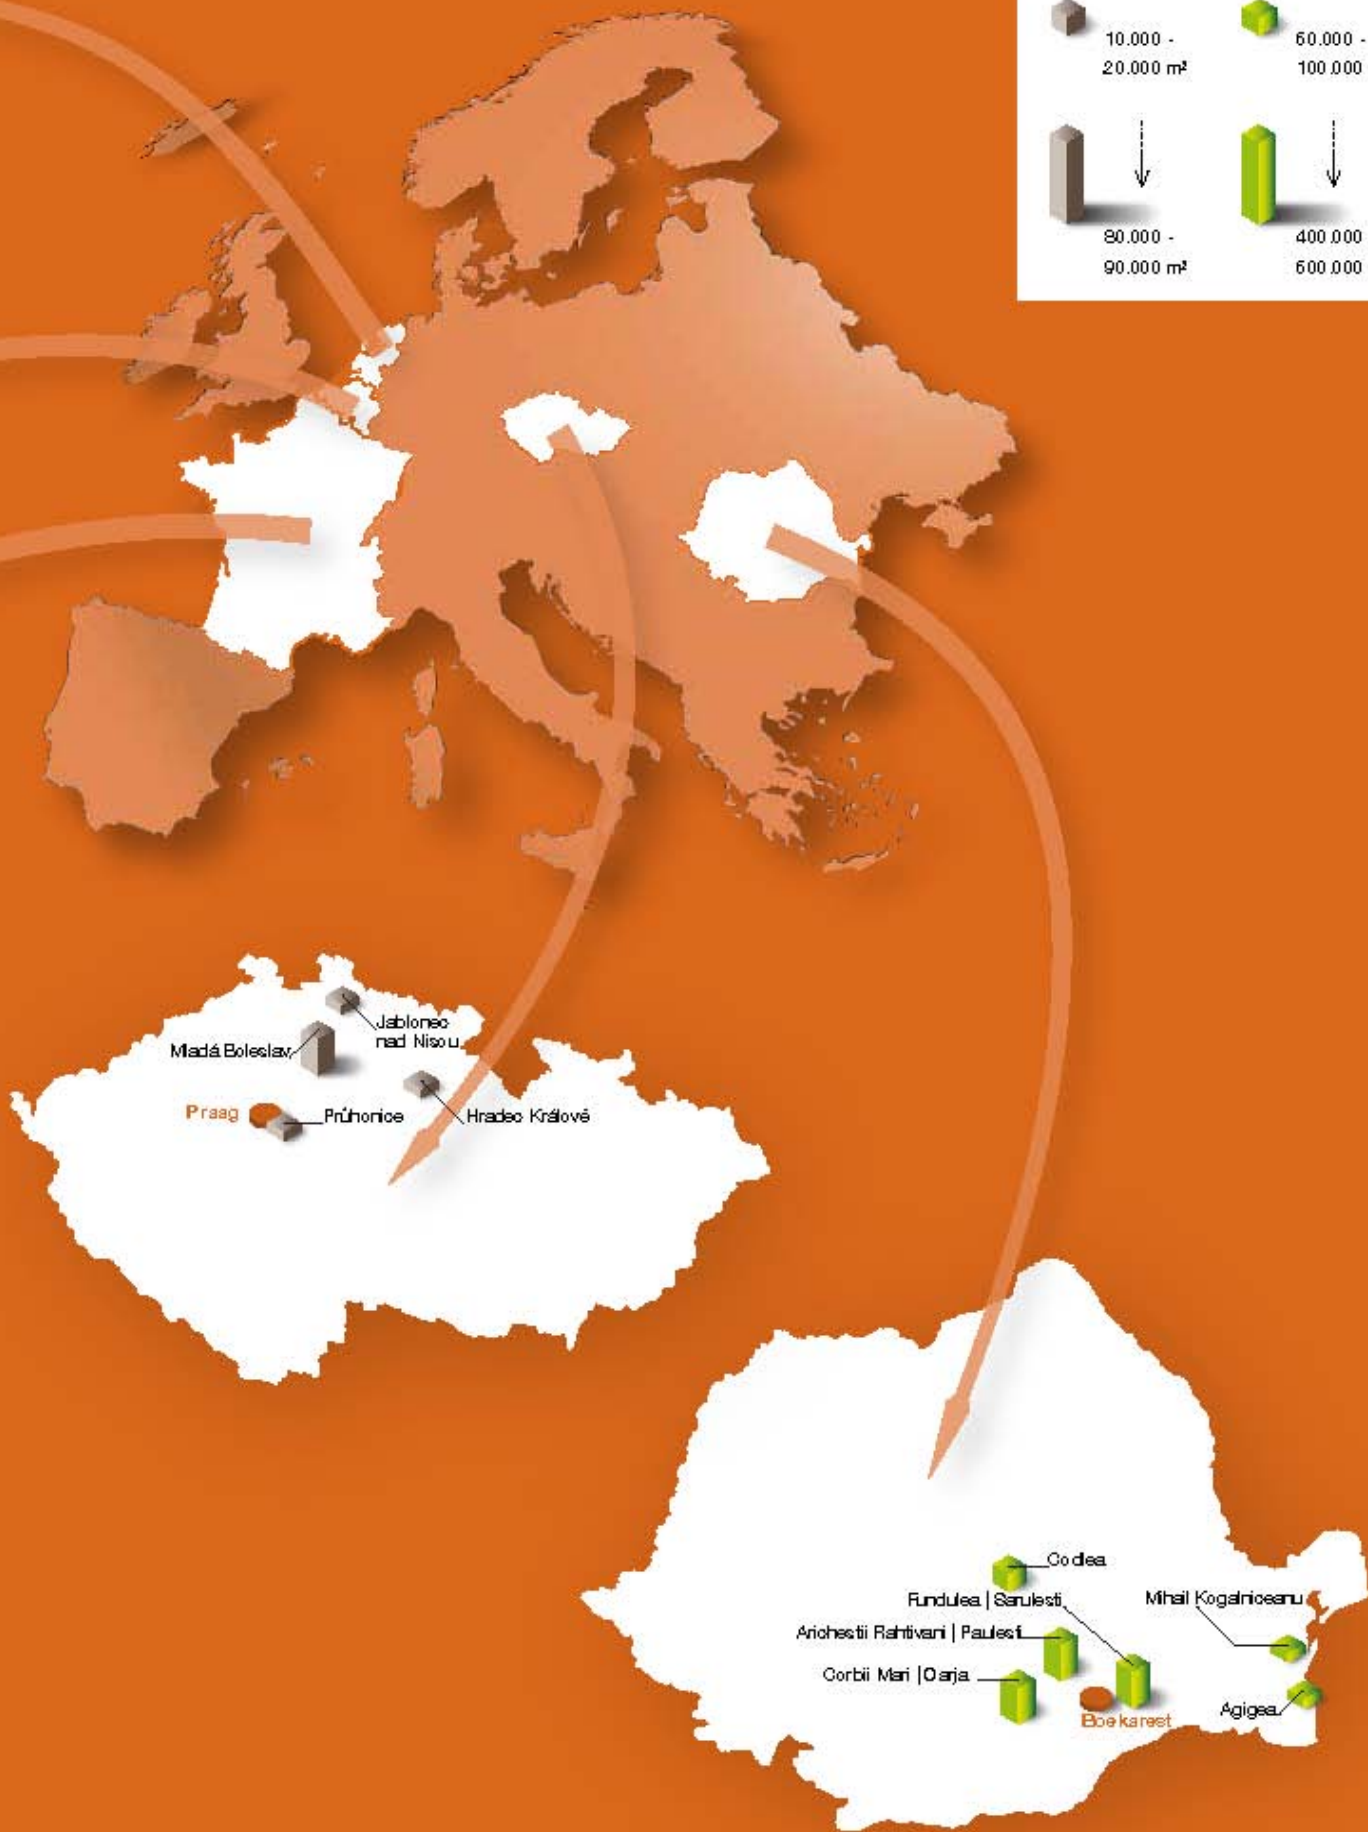 10.000 -
20.000 m²
60.000 -
100.000
80.000 -
90.000 m²
400.000
600.000
Jablonec
nad Nisou
Mladá Boleslav
Praag
Průhonice
Hradec Králové
Codlea
Fundulea | Sarulesti
Mihail Kogalniceanu
Arichestii Rahtivani | Paulesti
Corbii Mari | Oarja
Agigea
Boekarest